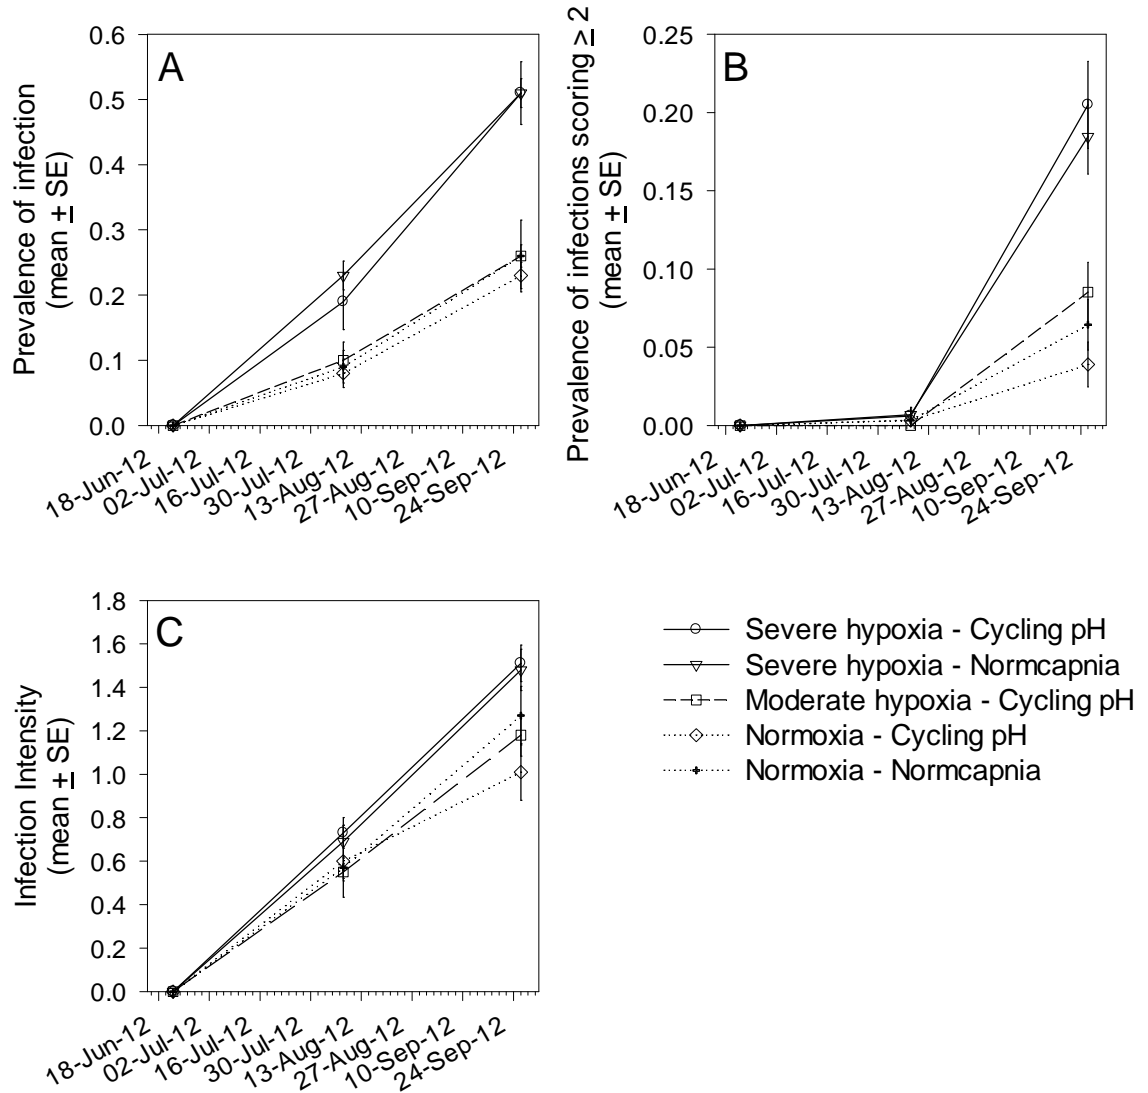 A
Prevalence of infection
(mean ± SE)
0.6
0.5
0.4
0.3
0.2
0.1
0.0
18-Jun-12
02-Jul-12
16-Jul-12
30-Jul-12
13-Aug-12
27-Aug-12
10-Sep-12
24-Sep-12
B
Prevalence of infections scoring ≥ 2
(mean ± SE)
0.25
0.20
0.15
0.10
0.05
0.00
18-Jun-12
02-Jul-12
16-Jul-12
30-Jul-12
13-Aug-12
27-Aug-12
10-Sep-12
24-Sep-12
C
Infection Intensity
(mean ± SE)
1.8
1.6
1.4
1.2
1.0
0.8
0.6
0.4
0.2
0.0
18-Jun-12
02-Jul-12
16-Jul-12
30-Jul-12
13-Aug-12
27-Aug-12
10-Sep-12
24-Sep-12
Severe hypoxia - Cycling pH
Severe hypoxia - Normcapnia
Moderate hypoxia - Cycling pH
Normoxia - Cycling pH
Normoxia - Normcapnia